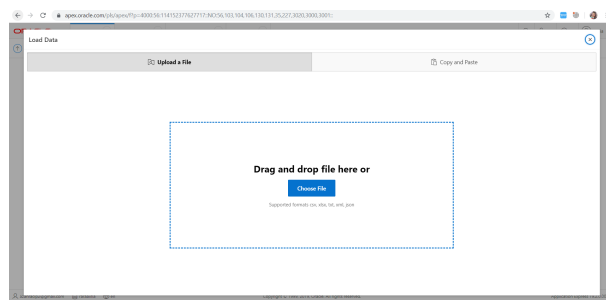 apex.oracle.com/pls/apex/f?p=4000:56:114152377627717::NO:56,103,104,106,130,131,35,227,3020,3000,3001::
Load Data
Upload a File
Copy and Paste
Drag and drop file here or
Choose File
Supported formats csv, xlsx, txt, xml, json